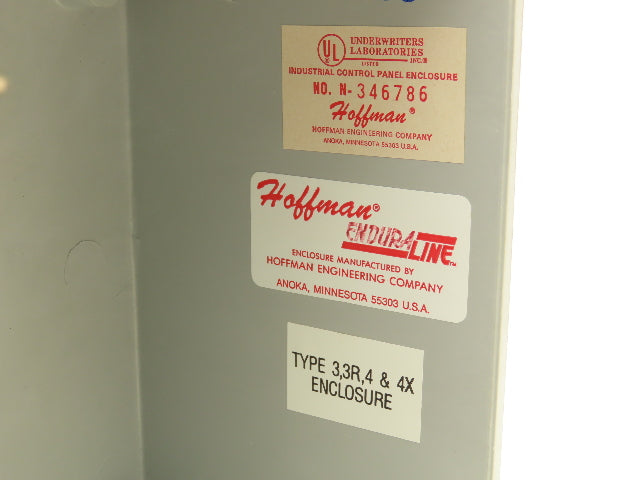 UL
UNDERWRITERS
LABORATORIES
INC.®
LISTED
INDUSTRIAL CONTROL PANEL ENCLOSURE
NO. N-346786
Hoffman®
HOFFMAN ENGINEERING COMPANY
ANOKA, MINNESOTA 55303 U.S.A.
Hoffman®
ENDURALINE™
ENCLOSURE MANUFACTURED BY
HOFFMAN ENGINEERING COMPANY
ANOKA, MINNESOTA 55303 U.S.A.
TYPE 3,3R,4 & 4X
ENCLOSURE